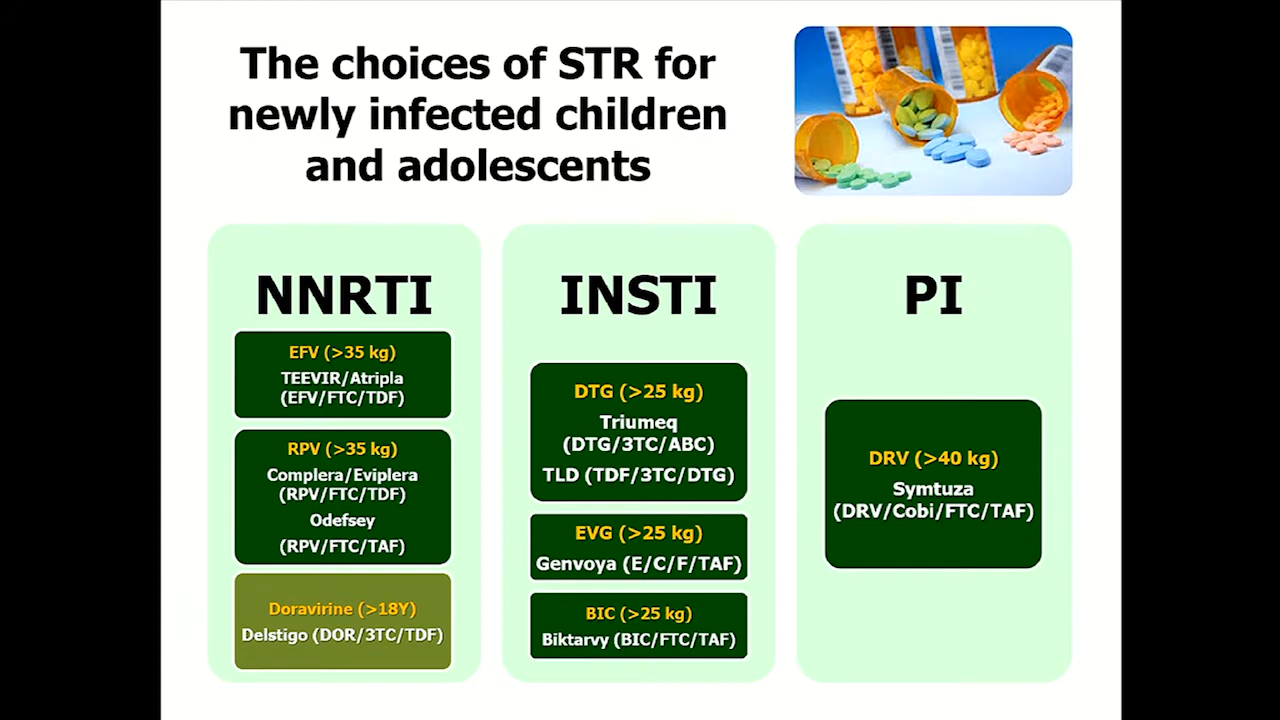 The choices of STR for
newly infected children
and adolescents
NNRTI
EFV (>35 kg)
TEEVIR/Atripla
(EFV/FTC/TDF)
RPV (>35 kg)
Complera/Eviplera
(RPV/FTC/TDF)
Odefsey
(RPV/FTC/TAF)
Doravirine (>18Y)
Delstigo (DOR/3TC/TDF)
INSTI
DTG (>25 kg)
Triumeq
(DTG/3TC/ABC)
TLD (TDF/3TC/DTG)
EVG (>25 kg)
Genvoya (E/C/F/TAF)
BIC (>25 kg)
Biktarvy (BIC/FTC/TAF)
PI
DRV (>40 kg)
Symtuza
(DRV/Cobi/FTC/TAF)